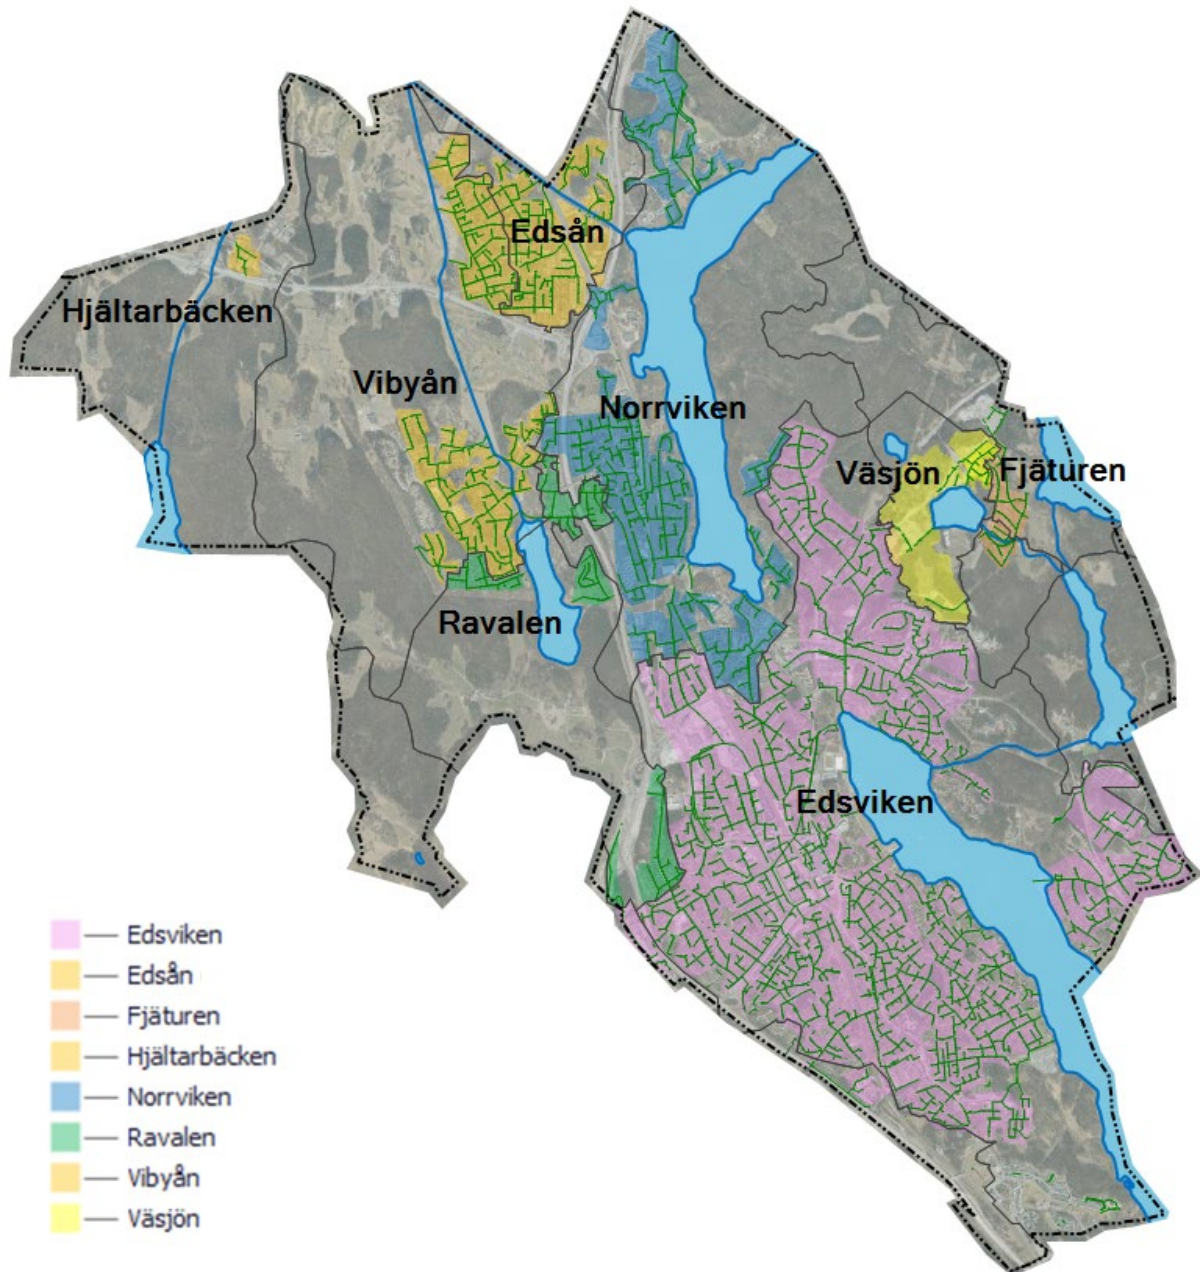 Edsån
Hjältarbäcken
Vibyån
Norrviken
Väsjön
Fjäturen
Ravalen
Edsviken
Edsviken
Edsån
Fjäturen
Hjältarbäcken
Norrviken
Ravalen
Vibyån
Väsjön